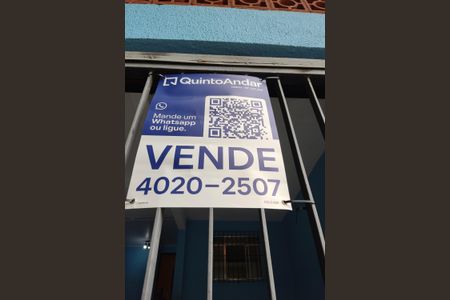 QuintoAndar
Mande um
Whatsapp
ou ligue.
VENDE
4020-2507